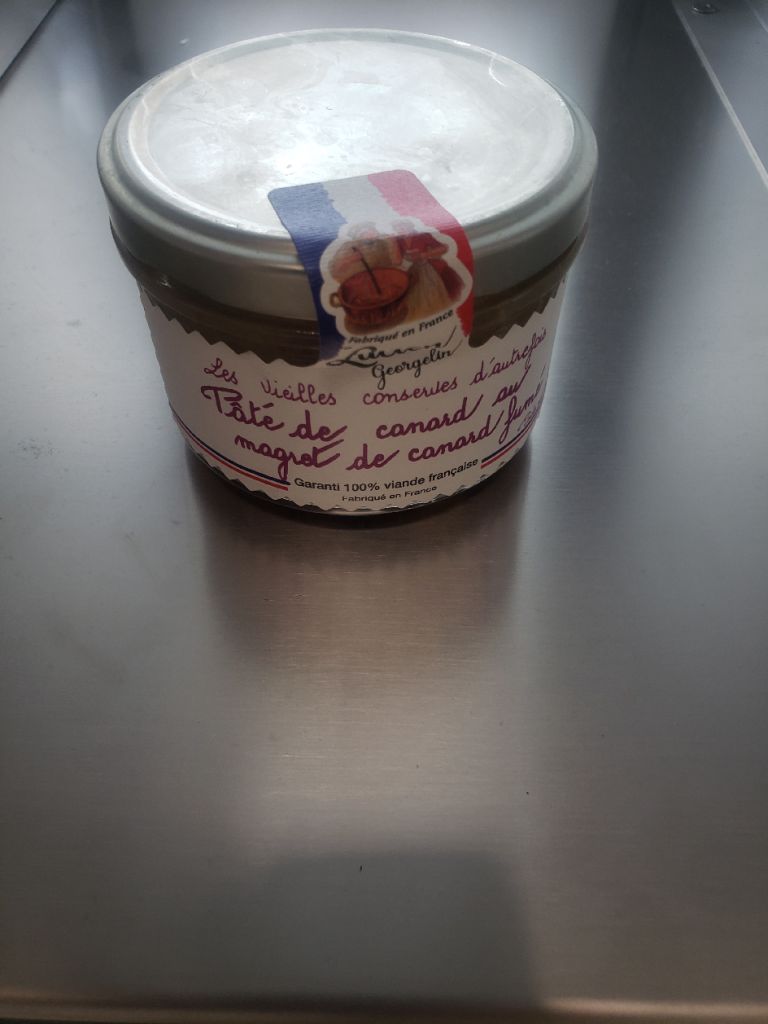 Fabriqué en France
Georgelin
Les vieilles conserves d'autrefois
Pâté de canard au
magret de canard fumé
Garanti 100% viande française
Fabriqué en France